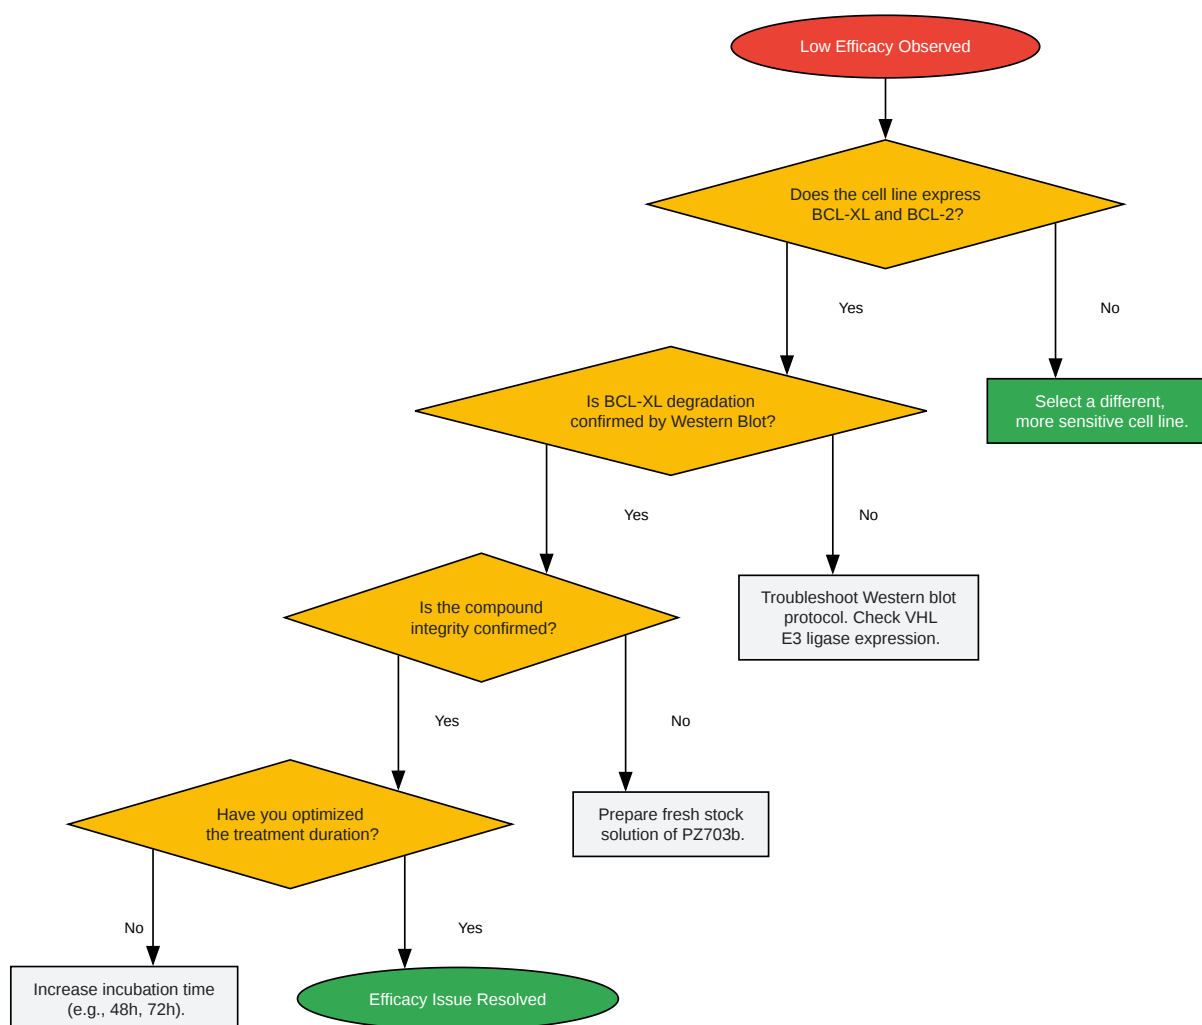 Low Efficacy Observed
Does the cell line express
BCL-XL and BCL-2?
Yes
No
Is BCL-XL degradation
confirmed by Western Blot?
Select a different,
more sensitive cell line.
Yes
No
Is the compound
integrity confirmed?
Troubleshoot Western blot
protocol. Check VHL
E3 ligase expression.
Yes
No
Have you optimized
the treatment duration?
Prepare fresh stock
solution of PZ703b.
No
Yes
Increase incubation time
(e.g., 48h, 72h).
Efficacy Issue Resolved